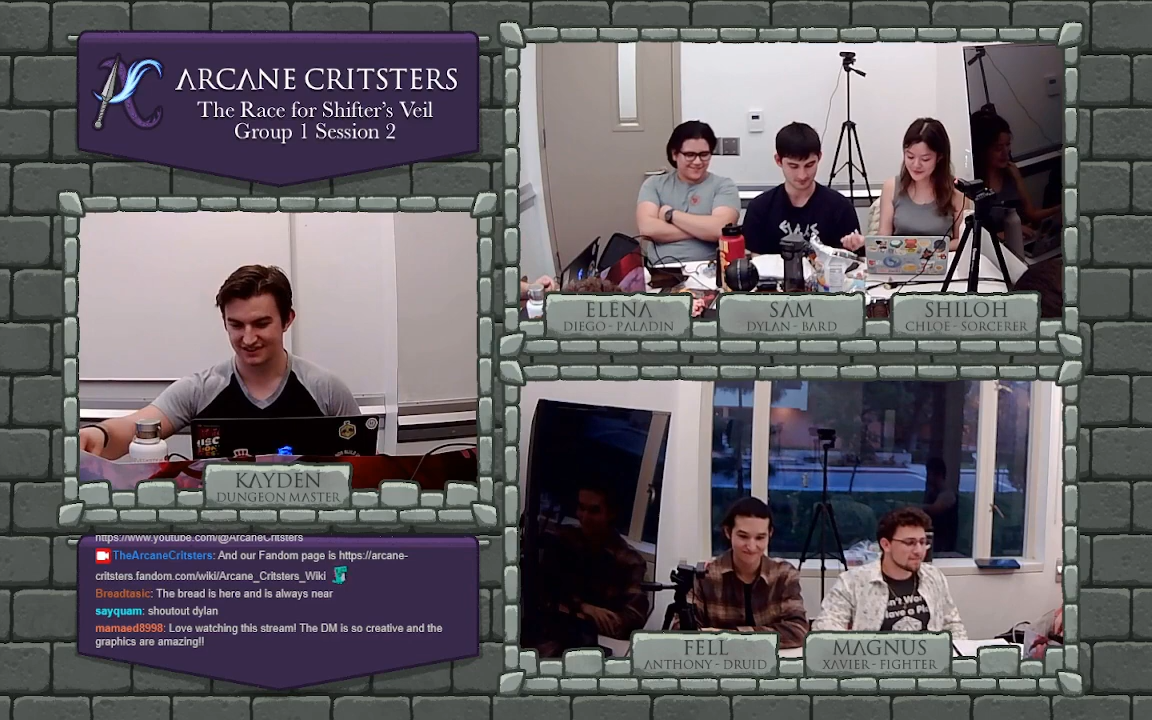 ARCANE CRITSTERS
The Race for Shifter's Veil
Group 1 Session 2
ELENA
DIEGO - PALADIN
SAM
DYLAN - BARD
SHILOH
CHLOE - SORCERER
KAYDEN
DUNGEON MASTER
USC
FELL
ANTHONY - DRUID
MAGNUS
XAVIER - FIGHTER
https://www.youtube.com/@ArcaneCritsters
TheArcaneCritsters: And our Fandom page is https://arcane-
critsters.fandom.com/wiki/Arcane_Critsters_Wiki
Breadtasic: The bread is here and is always near
sayquam: shoutout dylan
mamaed8998: Love watching this stream! The DM is so creative and the
graphics are amazing!!